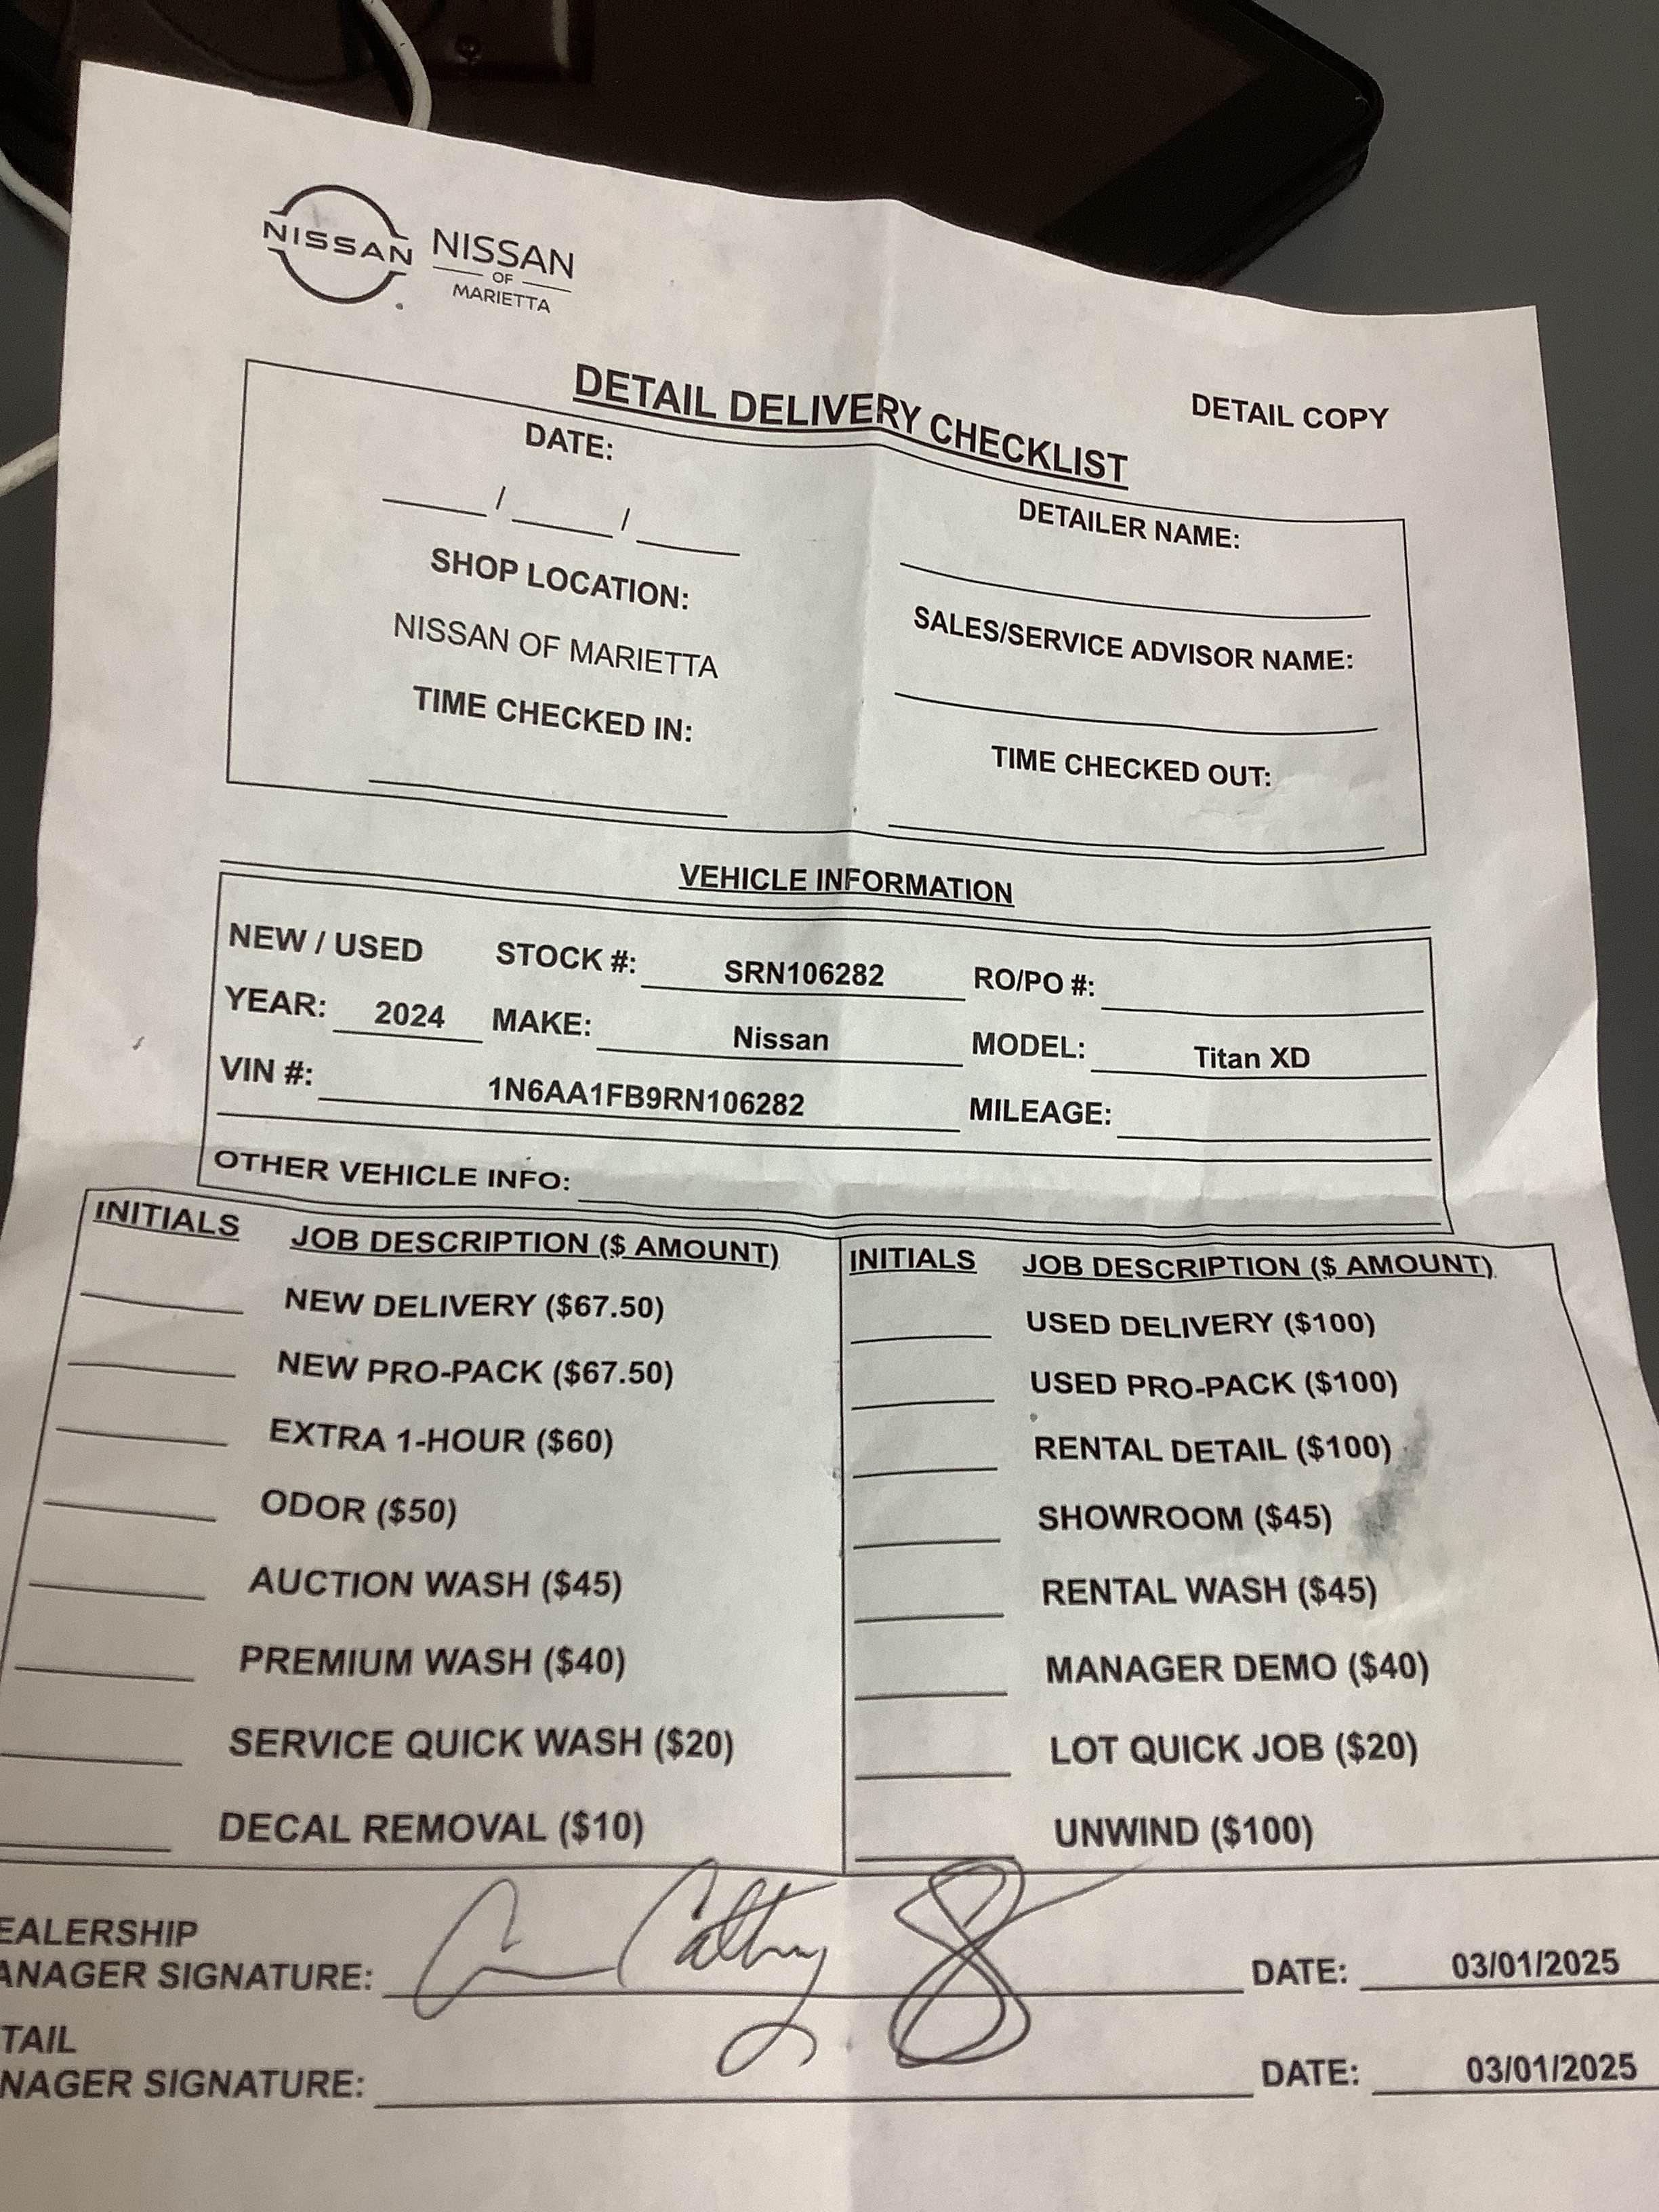 NISSAN
NISSAN
OF
MARIETTA
DETAIL DELIVERY CHECKLIST
DETAIL COPY
DATE:
/ /
DETAILER NAME:
SHOP LOCATION:
NISSAN OF MARIETTA
SALES/SERVICE ADVISOR NAME:
TIME CHECKED IN:
TIME CHECKED OUT:
VEHICLE INFORMATION
NEW / USED STOCK #: SRN106282 RO/PO #:
YEAR: 2024 MAKE: Nissan MODEL: Titan XD
VIN #: 1N6AA1FB9RN106282 MILEAGE:
OTHER VEHICLE INFO:
INITIALS JOB DESCRIPTION ($ AMOUNT) INITIALS JOB DESCRIPTION ($ AMOUNT)
NEW DELIVERY ($67.50) USED DELIVERY ($100)
NEW PRO-PACK ($67.50) USED PRO-PACK ($100)
EXTRA 1-HOUR ($60) RENTAL DETAIL ($100)
ODOR ($50) SHOWROOM ($45)
AUCTION WASH ($45) RENTAL WASH ($45)
PREMIUM WASH ($40) MANAGER DEMO ($40)
SERVICE QUICK WASH ($20) LOT QUICK JOB ($20)
DECAL REMOVAL ($10) UNWIND ($100)
EALERSHIP
ANAGER SIGNATURE: DATE: 03/01/2025
TAIL
NAGER SIGNATURE: DATE: 03/01/2025